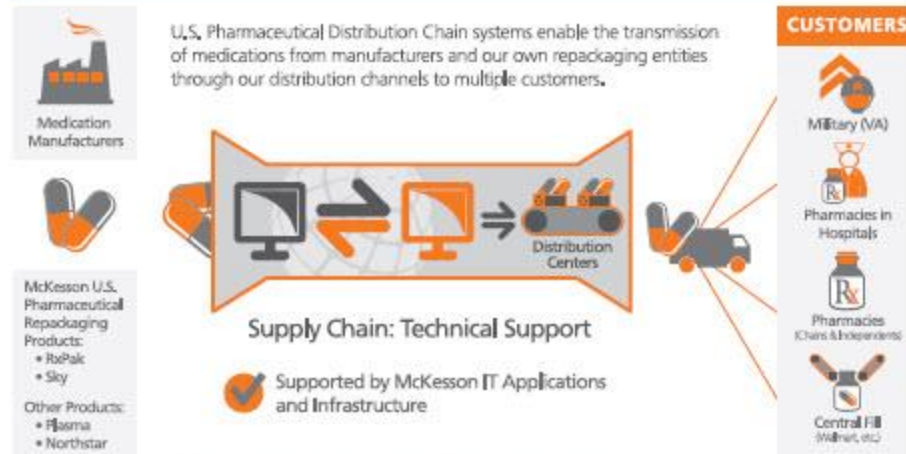 U.S. Pharmaceutical Distribution Chain systems enable the transmission
of medications from manufacturers and our own repackaging entities
through our distribution channels to multiple customers.
Medication
Manufacturers
McKesson U.S.
Pharmaceutical
Repackaging
Products:
• RxPak
• Sky
Other Products:
• Plasma
• Northstar
Distribution
Centers
Supply Chain: Technical Support
Supported by McKesson IT Applications
and Infrastructure
CUSTOMERS
Military (VA)
Rx
Pharmacies in
Hospitals
Rx
Pharmacies
(Chains & Independents)
Central Fill
(Walmart, etc.)